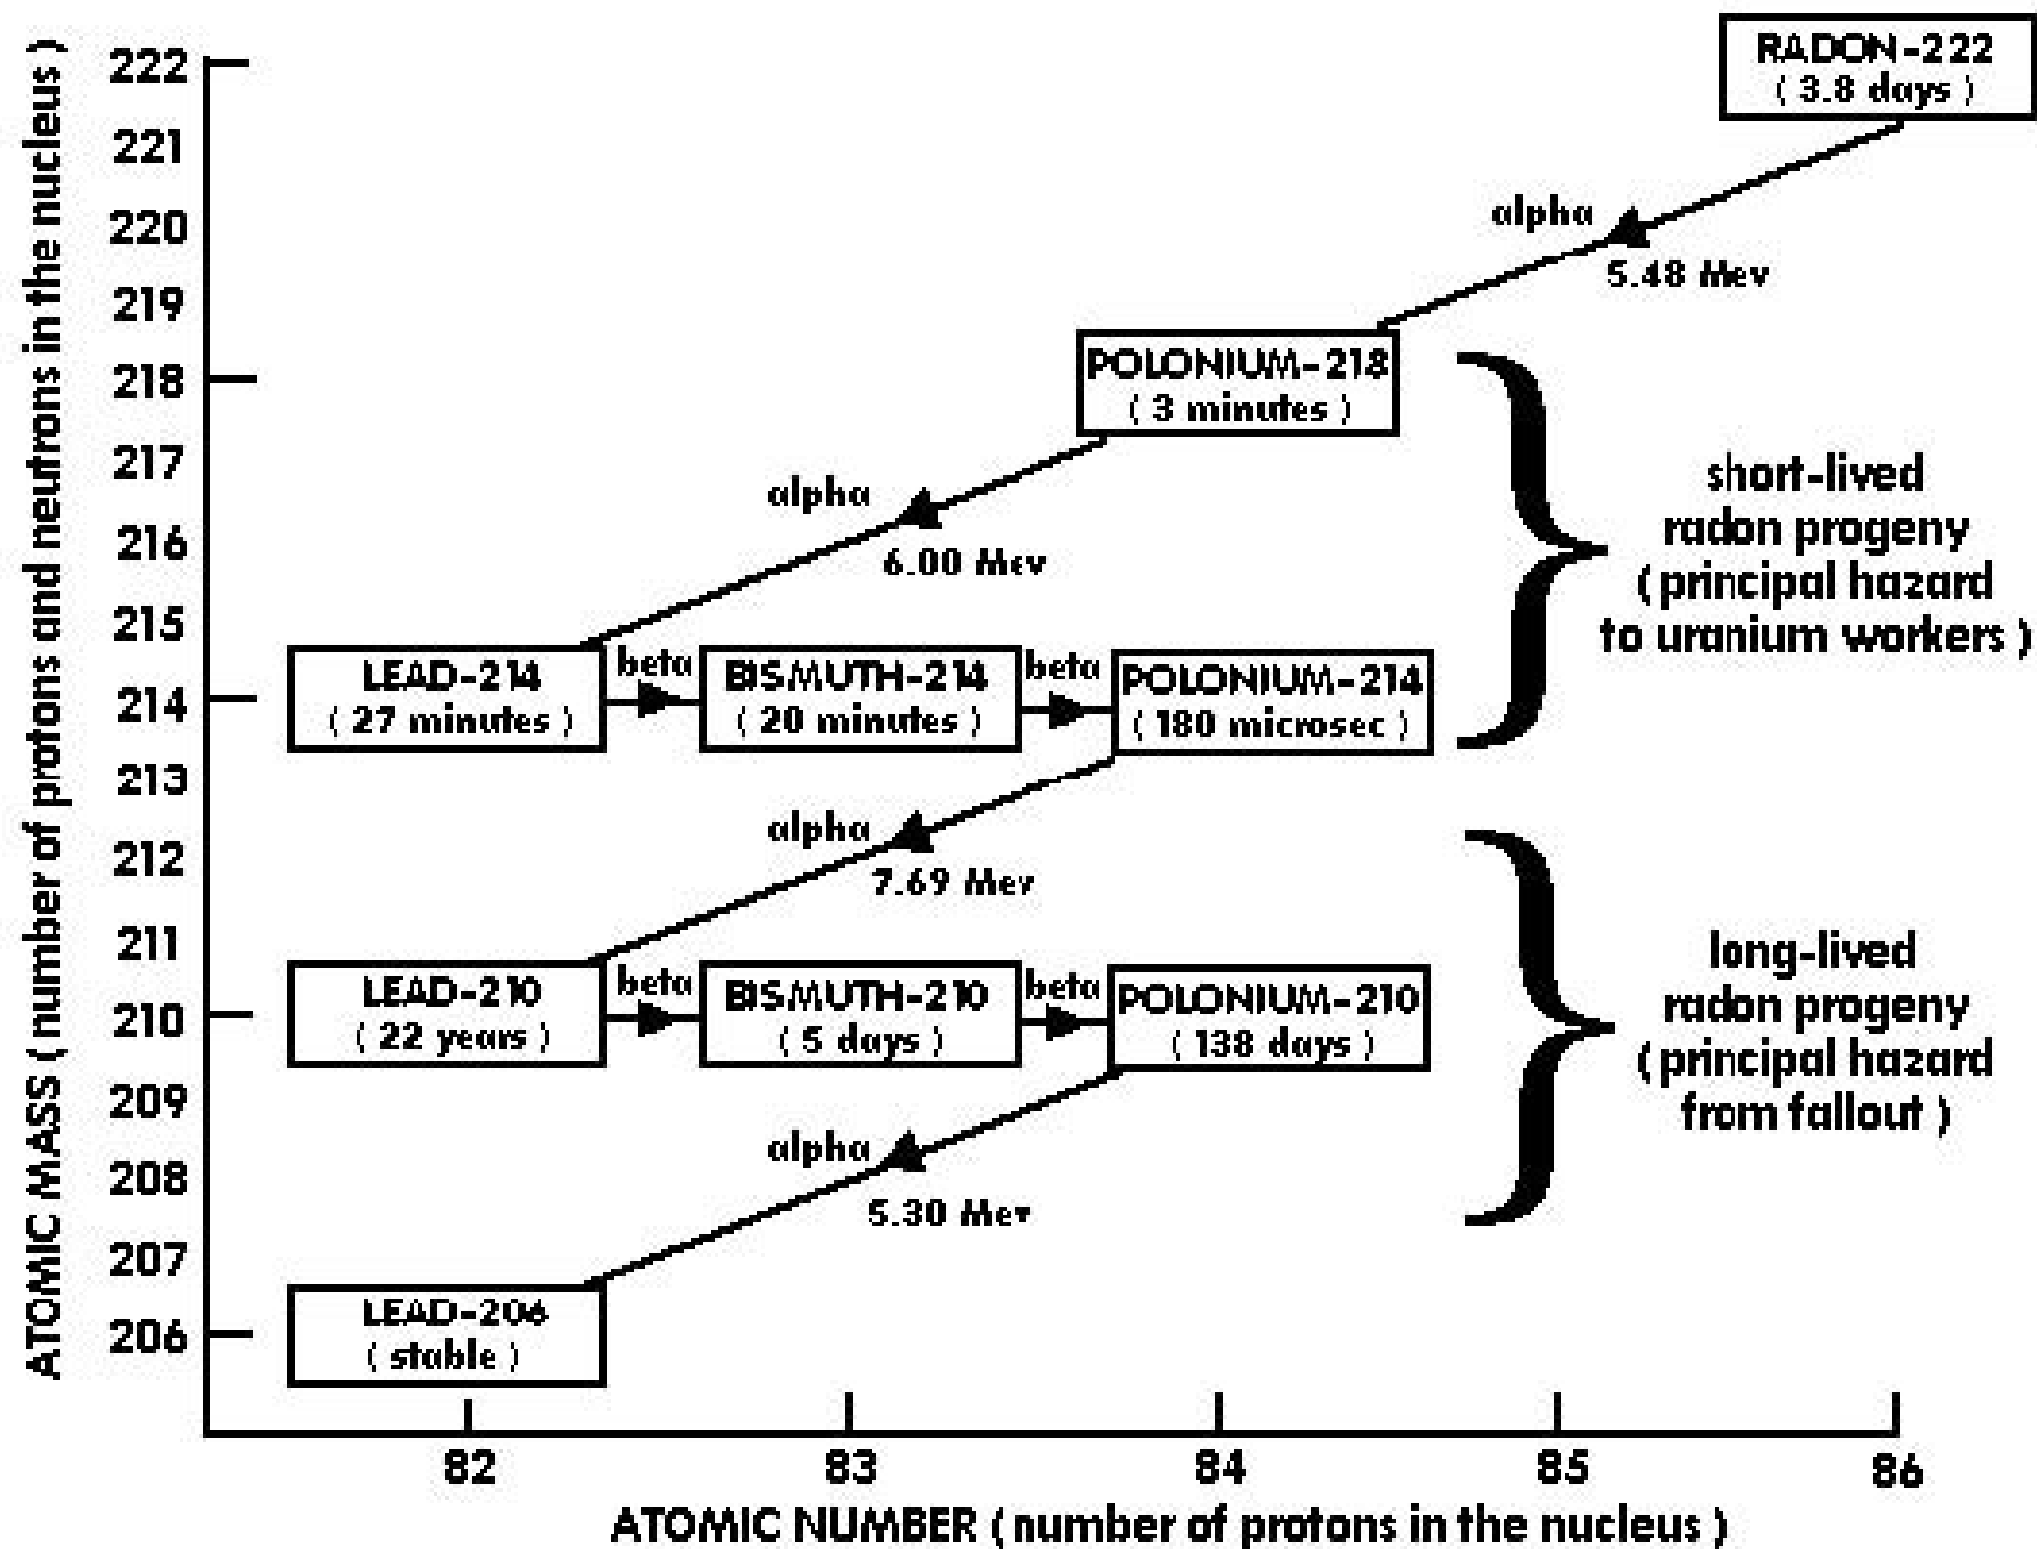 ATOMIC MASS ( number of protons and neutrons in the nucleus )
222
221
220
219
218
217
216
215
214
213
212
211
210
209
208
207
206
RADON-222
( 3.8 days )
alpha
5.48 Mev
POLONIUM-218
( 3 minutes )
alpha
6.00 Mev
short-lived
radon progeny
( principal hazard
to uranium workers )
LEAD-214
( 27 minutes )
beta
BISMUTH-214
( 20 minutes )
beta
POLONIUM-214
( 180 microsec )
alpha
7.69 Mev
LEAD-210
( 22 years )
beta
BISMUTH-210
( 5 days )
beta
POLONIUM-210
( 138 days )
long-lived
radon progeny
( principal hazard
from fallout )
alpha
5.30 Mev
LEAD-206
( stable )
82 83 84 85 86
ATOMIC NUMBER ( number of protons in the nucleus )